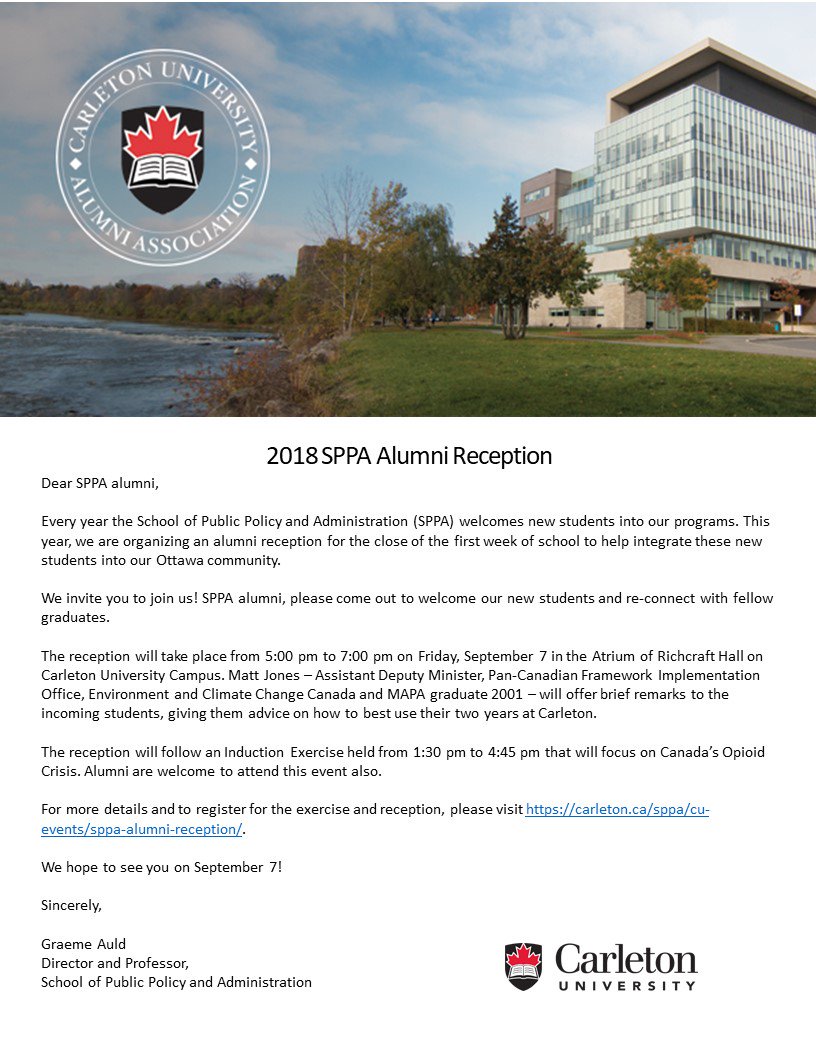 CARLETON UNIVERSITY
ALUMNI ASSOCIATION
2018 SPPA Alumni Reception
Dear SPPA alumni,
Every year the School of Public Policy and Administration (SPPA) welcomes new students into our programs. This
year, we are organizing an alumni reception for the close of the first week of school to help integrate these new
students into our Ottawa community.
We invite you to join us! SPPA alumni, please come out to welcome our new students and re-connect with fellow
graduates.
The reception will take place from 5:00 pm to 7:00 pm on Friday, September 7 in the Atrium of Richcraft Hall on
Carleton University Campus. Matt Jones – Assistant Deputy Minister, Pan-Canadian Framework Implementation
Office, Environment and Climate Change Canada and MAPA graduate 2001 – will offer brief remarks to the
incoming students, giving them advice on how to best use their two years at Carleton.
The reception will follow an Induction Exercise held from 1:30 pm to 4:45 pm that will focus on Canada's Opioid
Crisis. Alumni are welcome to attend this event also.
For more details and to register for the exercise and reception, please visit https://carleton.ca/sppa/cu-
events/sppa-alumni-reception/.
We hope to see you on September 7!
Sincerely,
Graeme Auld
Director and Professor,
School of Public Policy and Administration
Carleton
UNIVERSITY